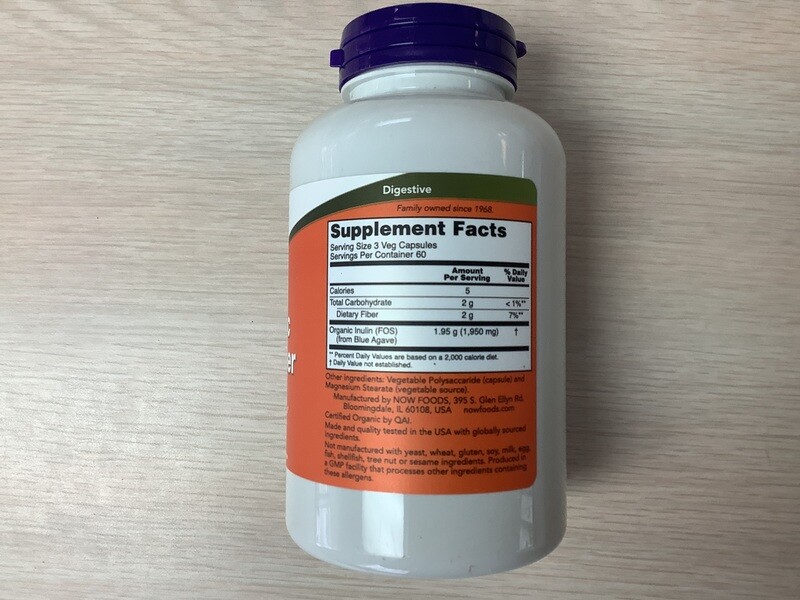 Digestive
Family owned since 1968.
Supplement Facts
Serving Size 3 Veg Capsules
Servings Per Container 60
Amount Per Serving % Daily Value
Calories 5
Total Carbohydrate 2 g <1%**
Dietary Fiber 2 g 7%**
Organic Inulin (FOS) 1.95 g (1,950 mg) †
(from Blue Agave)
** Percent Daily Values are based on a 2,000 calorie diet.
† Daily Value not established.
Other ingredients: Vegetable Polysaccaride (capsule) and
Magnesium Stearate (vegetable source).
Manufactured by NOW FOODS, 395 S. Glen Ellyn Rd.
Bloomingdale, IL 60108, USA nowfoods.com
Certified Organic by QAI.
Made and quality tested in the USA with globally sourced
ingredients.
Not manufactured with yeast, wheat, gluten, soy, milk, egg,
fish, shellfish, tree nut or sesame ingredients. Produced in
a GMP facility that processes other ingredients containing
these allergens.